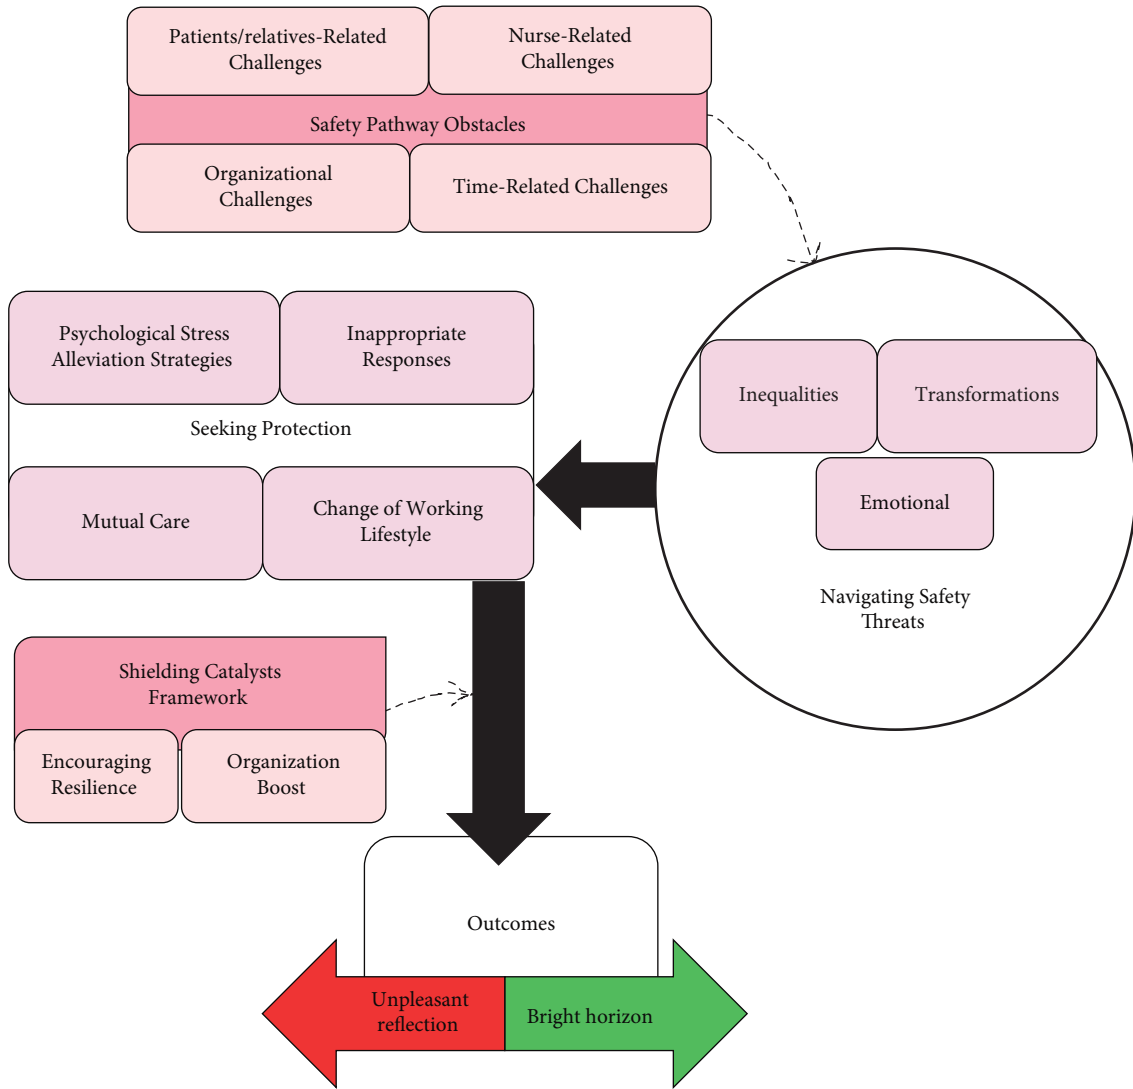 Patients/relatives-Related
Challenges
Nurse-Related
Challenges
Safety Pathway Obstacles
Organizational
Challenges
Time-Related Challenges
Psychological Stress
Alleviation Strategies
Inappropriate
Responses
Seeking Protection
Mutual Care
Change of Working
Lifestyle
Inequalities
Transformations
Emotional
Navigating Safety
Threats
Shielding Catalysts
Framework
Encouraging
Resilience
Organization
Boost
Outcomes
Unpleasant
reflection
Bright horizon